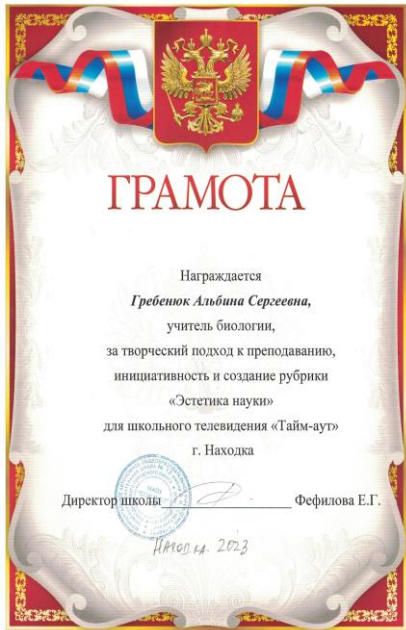 ГРАМОТА
Награждается
Гребенюк Альбина Сергеевна,
учитель биологии,
за творческий подход к преподаванию,
инициативность и создание рубрики
«Эстетика науки»
для школьного телевидения «Тайм-аут»
г. Находка
Директор школы Фефилова Е.Г.
Находка 2023